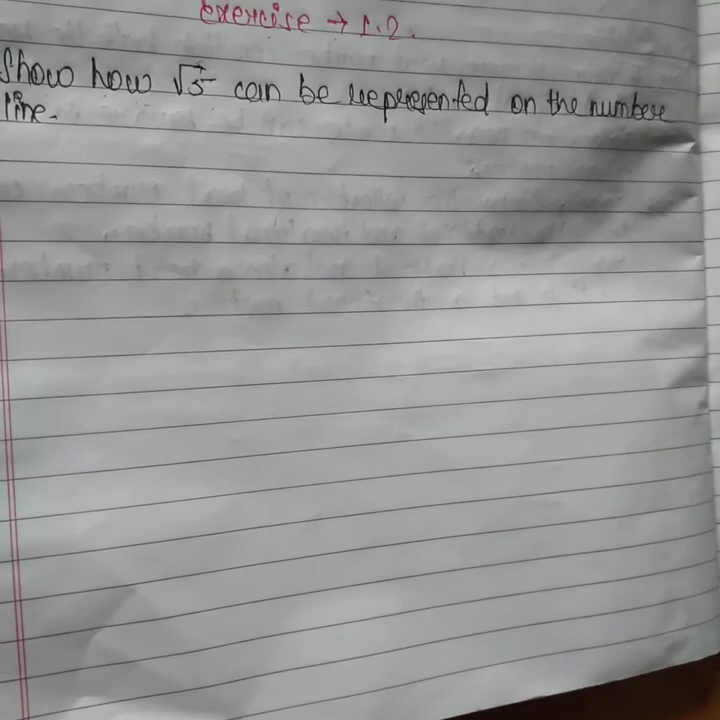 Exercise → 1.2.
Show how √5 can be represented on the number
line.